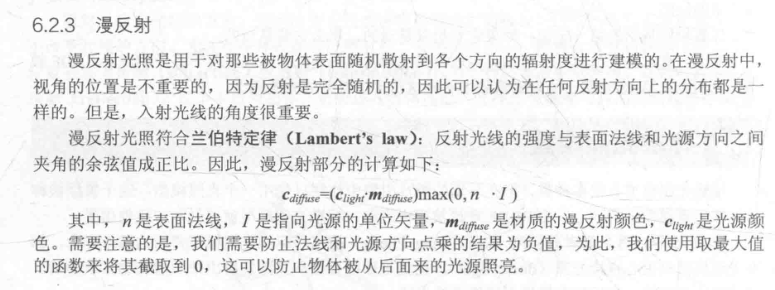 6.2.3 漫反射
漫反射光照是用于对那些被物体表面随机散射到各个方向的辐射度进行建模的。在漫反射中，
视角的位置是不重要的，因为反射是完全随机的，因此可以认为在任何反射方向上的分布都是一
样的。但是，入射光线的角度很重要。
漫反射光照符合兰伯特定律（Lambert's law）：反射光线的强度与表面法线和光源方向之间
夹角的余弦值成正比。因此，漫反射部分的计算如下：
c_diffuse=(c_light·m_diffuse)max(0, n · I )
其中，n 是表面法线，I 是指向光源的单位矢量，m_diffuse 是材质的漫反射颜色，c_light 是光源颜
色。需要注意的是，我们需要防止法线和光源方向点乘的结果为负值，为此，我们使用取最大值
的函数来将其截取到 0，这可以防止物体被从后面来的光源照亮。